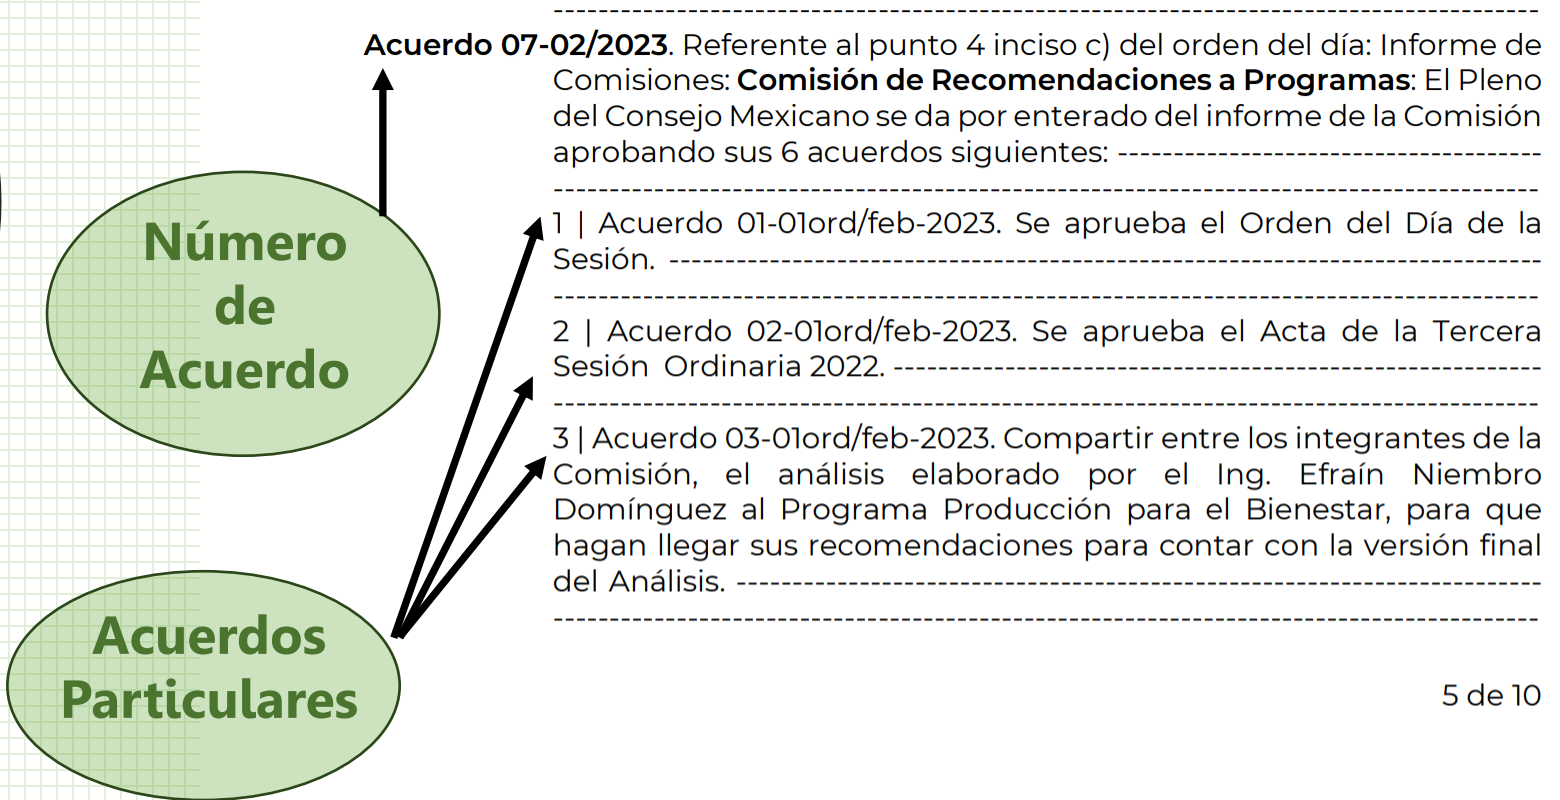 --------------------------------------------------------------------------------------
Acuerdo 07-02/2023. Referente al punto 4 inciso c) del orden del día: Informe de
Comisiones: Comisión de Recomendaciones a Programas: El Pleno
del Consejo Mexicano se da por enterado del informe de la Comisión
aprobando sus 6 acuerdos siguientes: -------------------------------------
--------------------------------------------------------------------------------------
1 | Acuerdo 01-01ord/feb-2023. Se aprueba el Orden del Día de la
Sesión. ----------------------------------------------------------------------------
--------------------------------------------------------------------------------------
2 | Acuerdo 02-01ord/feb-2023. Se aprueba el Acta de la Tercera
Sesión Ordinaria 2022. ---------------------------------------------------------
--------------------------------------------------------------------------------------
3 | Acuerdo 03-01ord/feb-2023. Compartir entre los integrantes de la
Comisión, el análisis elaborado por el Ing. Efraín Niembro
Domínguez al Programa Producción para el Bienestar, para que
hagan llegar sus recomendaciones para contar con la versión final
del Análisis. ----------------------------------------------------------------------
--------------------------------------------------------------------------------------
5 de 10
Número
de
Acuerdo
Acuerdos
Particulares